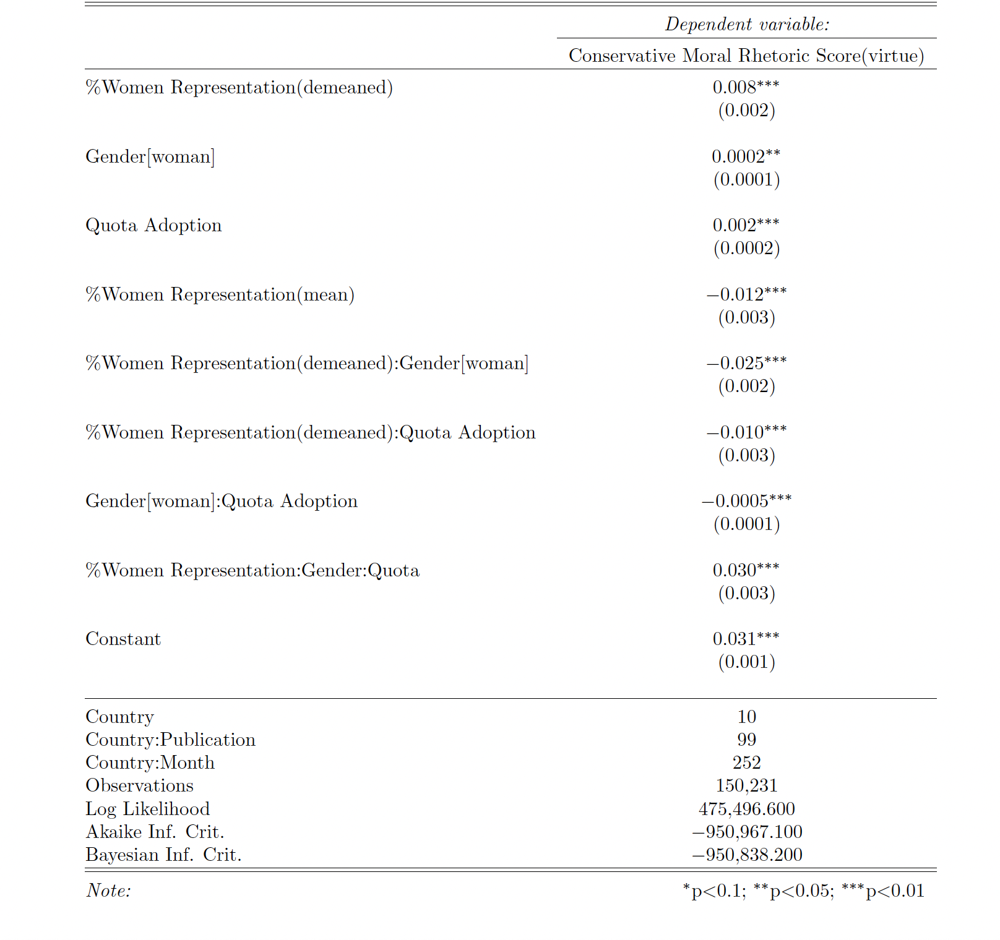 Dependent variable:
Conservative Moral Rhetoric Score(virtue)
%Women Representation(demeaned) 0.008***
(0.002)
Gender[woman] 0.0002**
(0.0001)
Quota Adoption 0.002***
(0.0002)
%Women Representation(mean) −0.012***
(0.003)
%Women Representation(demeaned):Gender[woman] −0.025***
(0.002)
%Women Representation(demeaned):Quota Adoption −0.010***
(0.003)
Gender[woman]:Quota Adoption −0.0005***
(0.0001)
%Women Representation:Gender:Quota 0.030***
(0.003)
Constant 0.031***
(0.001)
Country 10
Country:Publication 99
Country:Month 252
Observations 150,231
Log Likelihood 475,496.600
Akaike Inf. Crit. −950,967.100
Bayesian Inf. Crit. −950,838.200
Note: *p<0.1; **p<0.05; ***p<0.01